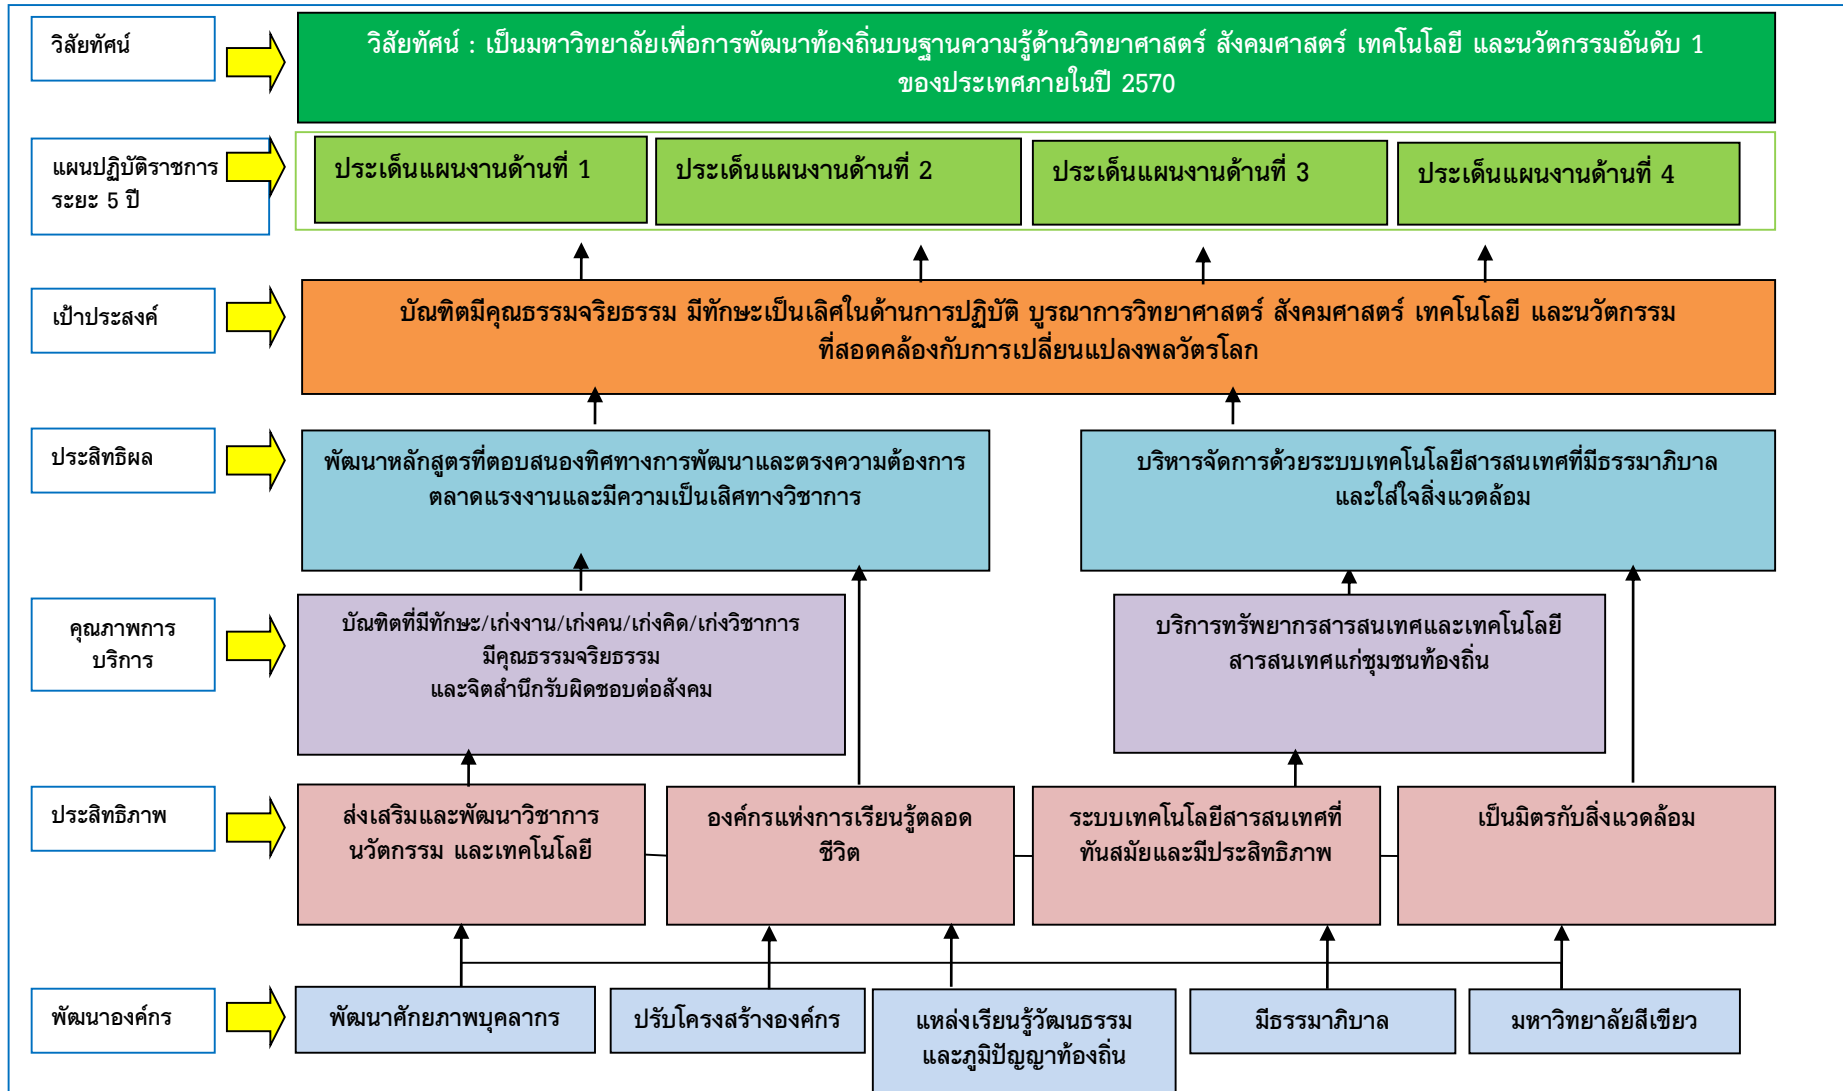 วิสัยทัศน์
วิสัยทัศน์ : เป็นมหาวิทยาลัยเพื่อการพัฒนาท้องถิ่นบนฐานความรู้ด้านวิทยาศาสตร์ สังคมศาสตร์ เทคโนโลยี และนวัตกรรมอันดับ 1
ของประเทศภายในปี 2570
แผนปฏิบัติราชการ
ระยะ 5 ปี
ประเด็นแผนงานด้านที่ 1
ประเด็นแผนงานด้านที่ 2
ประเด็นแผนงานด้านที่ 3
ประเด็นแผนงานด้านที่ 4
เป้าประสงค์
บัณฑิตมีคุณธรรมจริยธรรม มีทักษะเป็นเลิศในด้านการปฏิบัติ บูรณาการวิทยาศาสตร์ สังคมศาสตร์ เทคโนโลยี และนวัตกรรม
ที่สอดคล้องกับการเปลี่ยนแปลงพลวัตรโลก
ประสิทธิผล
พัฒนาหลักสูตรที่ตอบสนองทิศทางการพัฒนาและตรงความต้องการ
ตลาดแรงงานและมีความเป็นเลิศทางวิชาการ
บริหารจัดการด้วยระบบเทคโนโลยีสารสนเทศที่มีธรรมาภิบาล
และใส่ใจสิ่งแวดล้อม
คุณภาพการ
บริการ
บัณฑิตที่มีทักษะ/เก่งงาน/เก่งคน/เก่งคิด/เก่งวิชาการ
มีคุณธรรมจริยธรรม
และจิตสำนึกรับผิดชอบต่อสังคม
บริการทรัพยากรสารสนเทศและเทคโนโลยี
สารสนเทศแก่ชุมชนท้องถิ่น
ประสิทธิภาพ
ส่งเสริมและพัฒนาวิชาการ
นวัตกรรม และเทคโนโลยี
องค์กรแห่งการเรียนรู้ตลอด
ชีวิต
ระบบเทคโนโลยีสารสนเทศที่
ทันสมัยและมีประสิทธิภาพ
เป็นมิตรกับสิ่งแวดล้อม
พัฒนาองค์กร
พัฒนาศักยภาพบุคลากร
ปรับโครงสร้างองค์กร
แหล่งเรียนรู้วัฒนธรรม
และภูมิปัญญาท้องถิ่น
มีธรรมาภิบาล
มหาวิทยาลัยสีเขียว